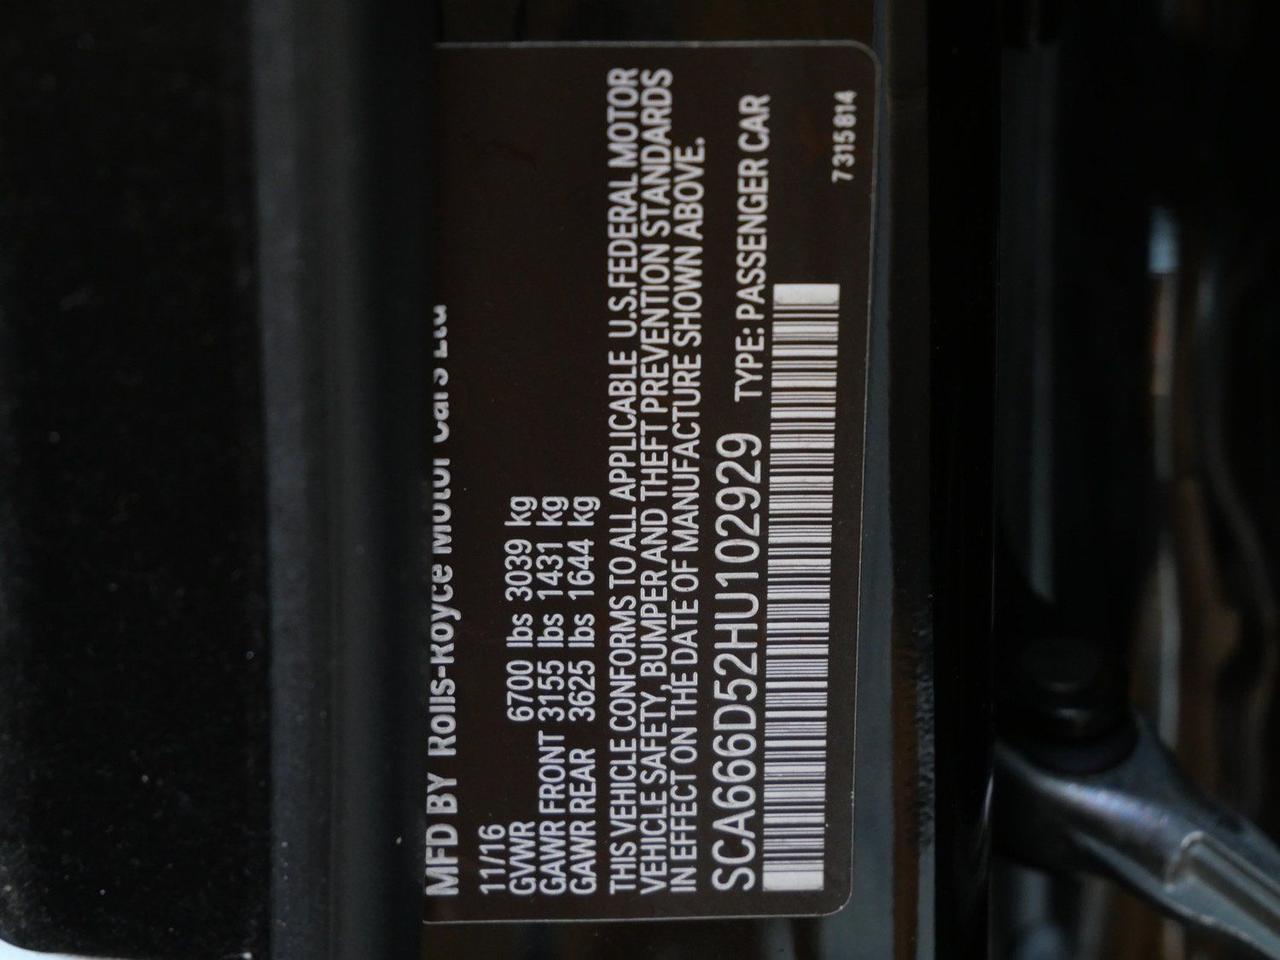 MFD BY Rolls-Royce Motor Cars Ltd
11/16
GVWR 6700 lbs 3039 kg
GAWR FRONT 3155 lbs 1431 kg
GAWR REAR 3625 lbs 1644 kg
THIS VEHICLE CONFORMS TO ALL APPLICABLE U.S.FEDERAL MOTOR
VEHICLE SAFETY, BUMPER AND THEFT PREVENTION STANDARDS
IN EFFECT ON THE DATE OF MANUFACTURE SHOWN ABOVE.
SCA666D52HU102929 TYPE: PASSENGER CAR
7315814